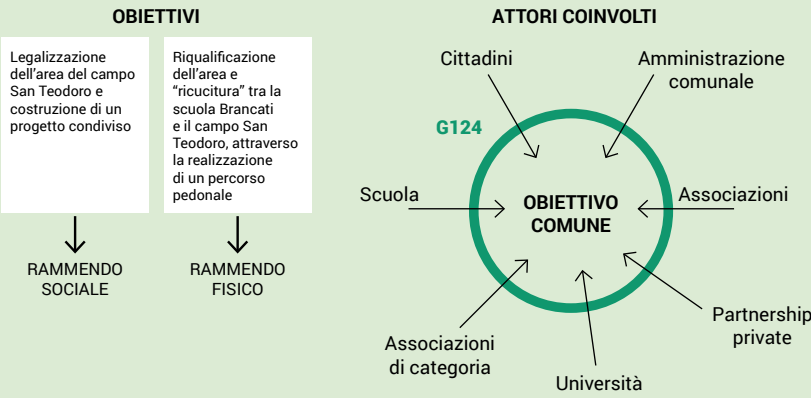 OBIETTIVI
Legalizzazione
dell'area del campo
San Teodoro e
costruzione di un
progetto condiviso
RAMMENDO
SOCIALE
Riqualificazione
dell'area e
“ricucitura” tra la
scuola Brancati
e il campo San
Teodoro, attraverso
la realizzazione
di un percorso
pedonale
RAMMENDO
FISICO
ATTORI COINVOLTI
Cittadini
Amministrazione
comunale
G124
Scuola
OBIETTIVO
COMUNE
Associazioni
Partnership
private
Associazioni
di categoria
Università